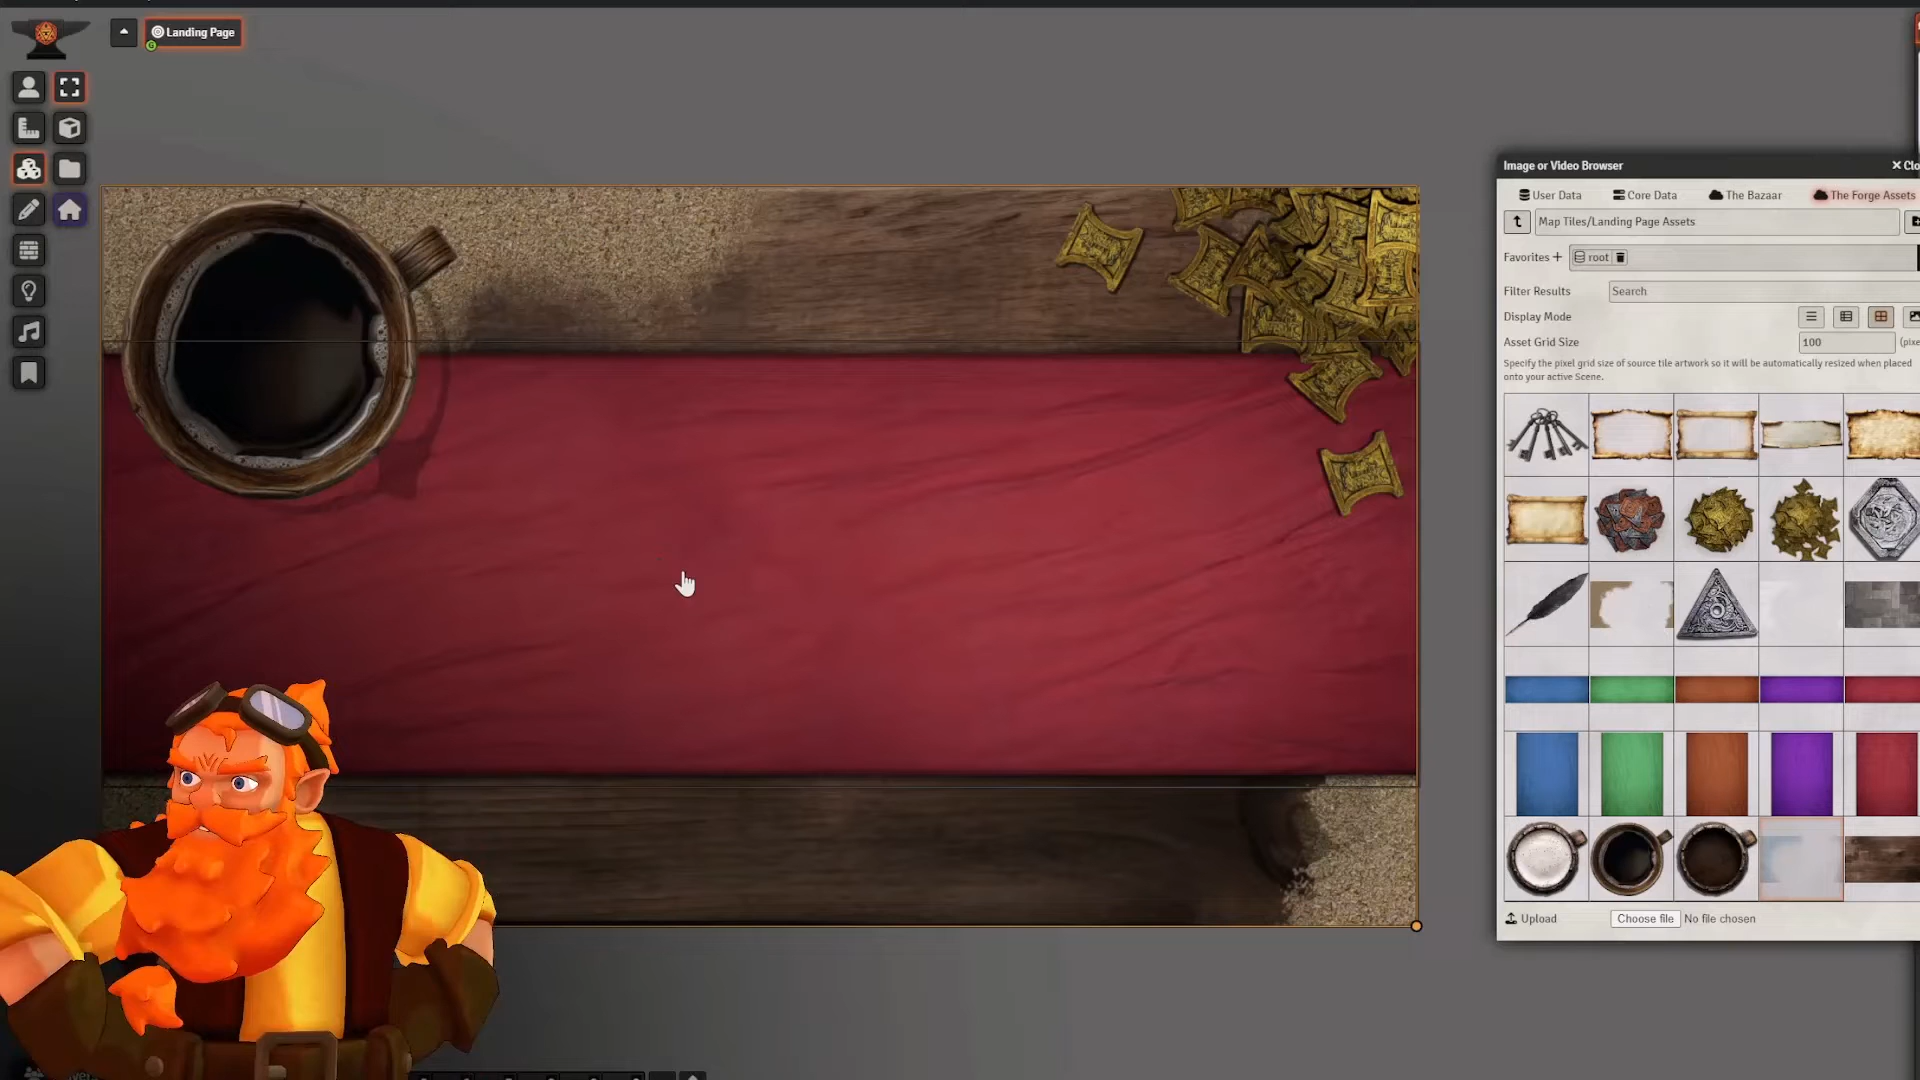 Landing Page
Image or Video Browser
Clo
User Data
Core Data
The Bazaar
The Forge Assets
Map Tiles/Landing Page Assets
Favorites
root
Filter Results
Search
Display Mode
Asset Grid Size
100
(pixe
Specify the pixel grid size of source tile artwork so it will be automatically resized when placed
onto your active Scene.
Upload
Choose file
No file chosen